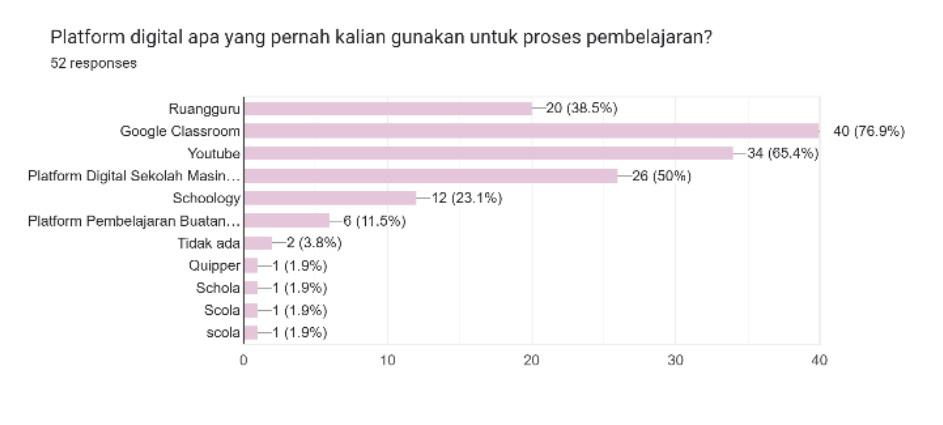 Platform digital apa yang pernah kalian gunakan untuk proses pembelajaran?
52 responses
Ruangguru 20 (38.5%)
Google Classroom 40 (76.9%)
Youtube 34 (65.4%)
Platform Digital Sekolah Masin... 26 (50%)
Schoology 12 (23.1%)
Platform Pembelajaran Buatan... 6 (11.5%)
Tidak ada 2 (3.8%)
Quipper 1 (1.9%)
Schola 1 (1.9%)
Scola 1 (1.9%)
scola 1 (1.9%)
0 10 20 30 40